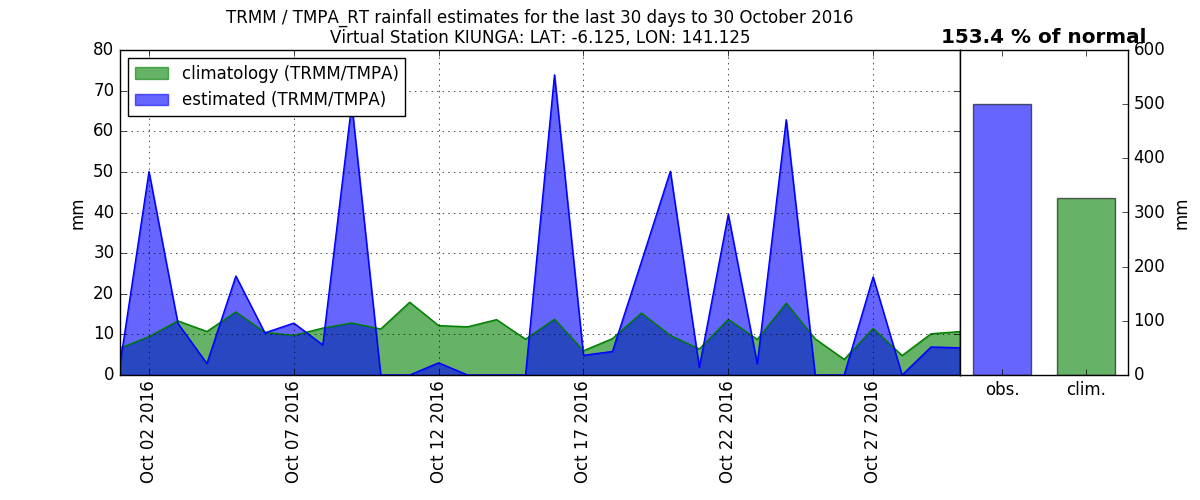 TRMM / TMPA_RT rainfall estimates for the last 30 days to 30 October 2016
Virtual Station KIUNGA: LAT: -6.125, LON: 141.125
153.4 % of normal
climatology (TRMM/TMPA)
estimated (TRMM/TMPA)
mm
80
70
60
50
40
30
20
10
0
Oct 02 2016
Oct 07 2016
Oct 12 2016
Oct 17 2016
Oct 22 2016
Oct 27 2016
600
500
400
300
200
100
0
mm
obs.
clim.